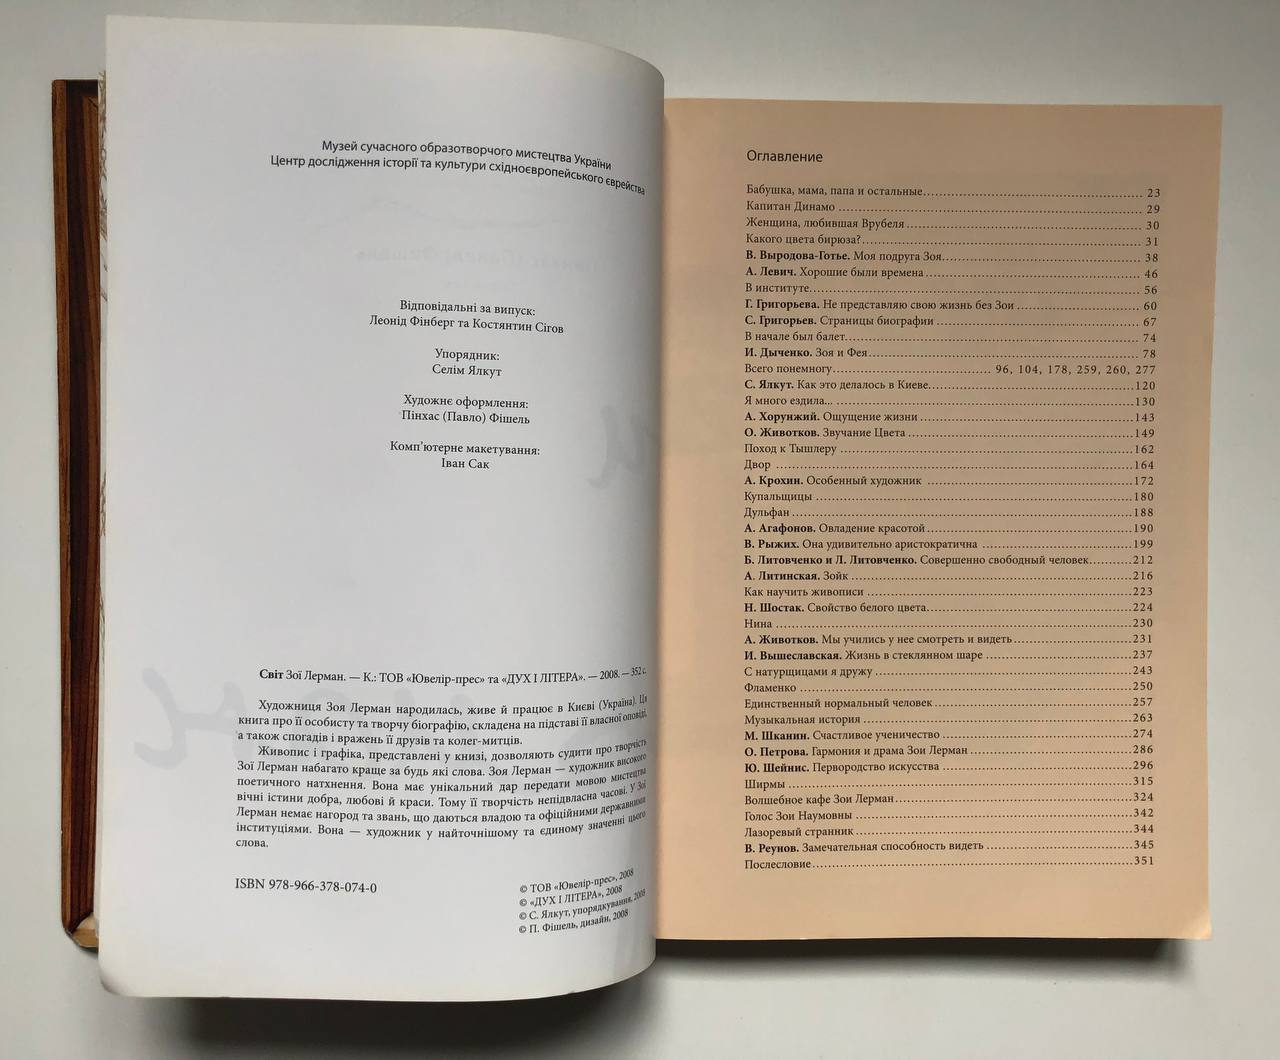 Музей сучасного образотворчого мистецтва України
Центр дослідження історії та культури східноєвропейського єврейства
Відповідальні за випуск:
Леонід Фінберг та Костянтин Сігов
Упорядник:
Селім Ялкут
Художнє оформлення:
Пінхас (Павло) Фішель
Комп’ютерне макетування:
Іван Сак
Світ Зої Лерман. — К.: ТОВ «Ювелір-прес» та «ДУХ І ЛІТЕРА». — 2008. — 352 с.
Художниця Зоя Лерман народилась, живе й працює в Києві (Україна). Ця
книга про її особисту та творчу біографію, складена на підставі її власної оповіді,
а також спогадів і вражень її друзів та колег-митців.
Живопис і графіка, представлені у книзі, дозволяють судити про творчість
Зої Лерман набагато краще за будь які слова. Зоя Лерман — художник високого
поетичного натхнення. Вона має унікальний дар передати мовою мистецтва
вічні істини добра, любові й краси. Тому її творчість непідвласна часові. У Зої
Лерман немає нагород та звань, що даються владою та офіційними державними
інституціями. Вона — художник у найточнішому та єдиному значенні цього
слова.
ISBN 978-966-378-074-0
© ТОВ «Ювелір-прес», 2008
© «ДУХ І ЛІТЕРА», 2008
© С. Ялкут, упорядкування, 2008
© П. Фішель, дизайн, 2008
Оглавление
Бабушка, мама, папа и остальные 23
Капитан Динамо 29
Женщина, любившая Врубеля 30
Какого цвета бирюза? 31
В. Выродова-Готье. Моя подруга Зоя 38
А. Левич. Хорошие были времена 46
В институте 56
Г. Григорьева. Не представляю свою жизнь без Зои 60
С. Григорьев. Страницы биографии 67
В начале был балет 74
И. Дыченко. Зоя и Фея 78
Всего понемногу 96, 104, 178, 259, 260, 277
С. Ялкут. Как это делалось в Киеве 120
Я много ездила... 130
А. Хорунжий. Ощущение жизни 143
О. Животков. Звучание Цвета 149
Поход к Тышлеру 162
Двор 164
А. Крохин. Особенный художник 172
Купальщицы 180
Дульфан 188
А. Агафонов. Овладение красотой 190
В. Рыжих. Она удивительно аристократична 199
Б. Литовченко и Л. Литовченко. Совершенно свободный человек 212
А. Литинская. Зойк 216
Как научить живописи 223
Н. Шостак. Свойство белого цвета 224
Нина 230
А. Животков. Мы учились у нее смотреть и видеть 231
И. Вышеславская. Жизнь в стеклянном шаре 237
С натурщицами я дружу 243
Фламенко 250
Единственный нормальный человек 257
Музыкальная история 263
М. Шканин. Счастливое ученичество 274
О. Петрова. Гармония и драма Зои Лерман 286
Ю. Шейнис. Первородство искусства 296
Ширмы 315
Волшебное кафе Зои Лерман 324
Голос Зои Наумовны 342
Лазоревый странник 344
В. Реунов. Замечательная способность видеть 345
Послесловие 351